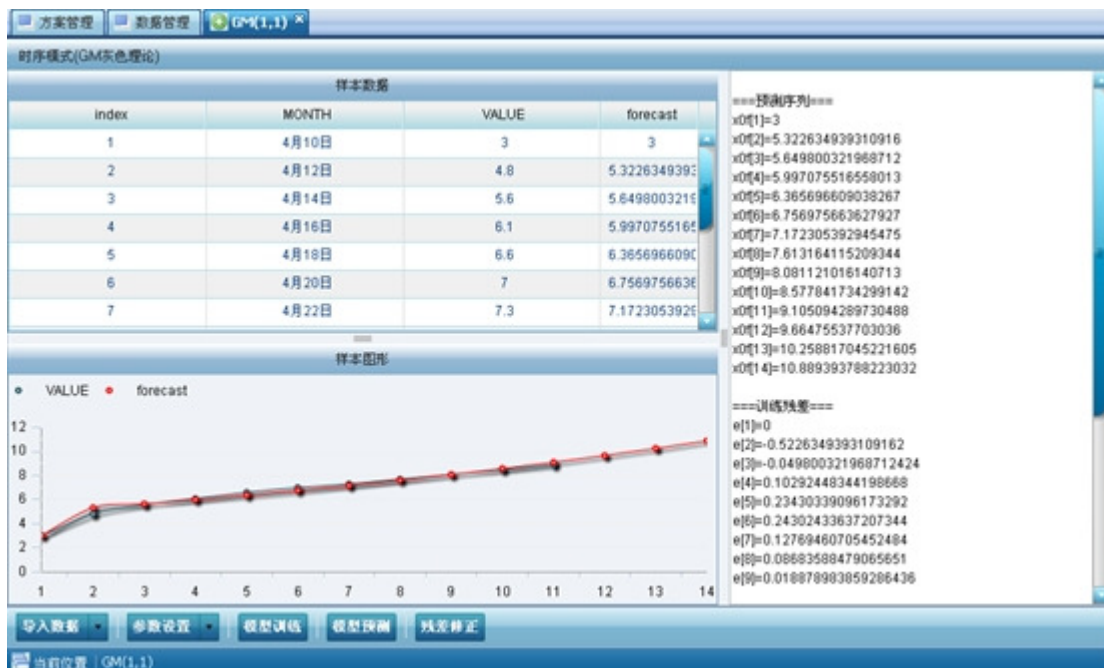 方案管理 数据管理 GM(1,1) ×
时序模式(GM灰色理论)
样本数据
index MONTH VALUE forecast
1 4月10日 3 3
2 4月12日 4.8 5.3226349393
3 4月14日 5.6 5.6498003219
4 4月16日 6.1 5.9970755165
5 4月18日 6.6 6.365696609
6 4月20日 7 6.7569756636
7 4月22日 7.3 7.1723053929
样本图形
VALUE forecast
12
10
8
6
4
2
0
1 2 3 4 5 6 7 8 9 10 11 12 13 14
===预测序列===
x0f[1]=3
x0f[2]=5.322634939310916
x0f[3]=5.649800321968712
x0f[4]=5.997075516558013
x0f[5]=6.365696609038267
x0f[6]=6.756975663627927
x0f[7]=7.172305392945475
x0f[8]=7.613164115209344
x0f[9]=8.081121016140713
x0f[10]=8.577841734299142
x0f[11]=9.105094289730488
x0f[12]=9.66475537703036
x0f[13]=10.258817045221605
x0f[14]=10.889393788223032
===训练残差===
e[1]=0
e[2]=-0.5226349393109162
e[3]=-0.049800321968712424
e[4]=0.10292448344198668
e[5]=0.23430339096173292
e[6]=0.24302433637207344
e[7]=0.12769460705452484
e[8]=0.08683588479065651
e[9]=0.018878983859286436
导入数据 参数设置 模型训练 模型预测 残差修正
当前位置 | GM(1,1)